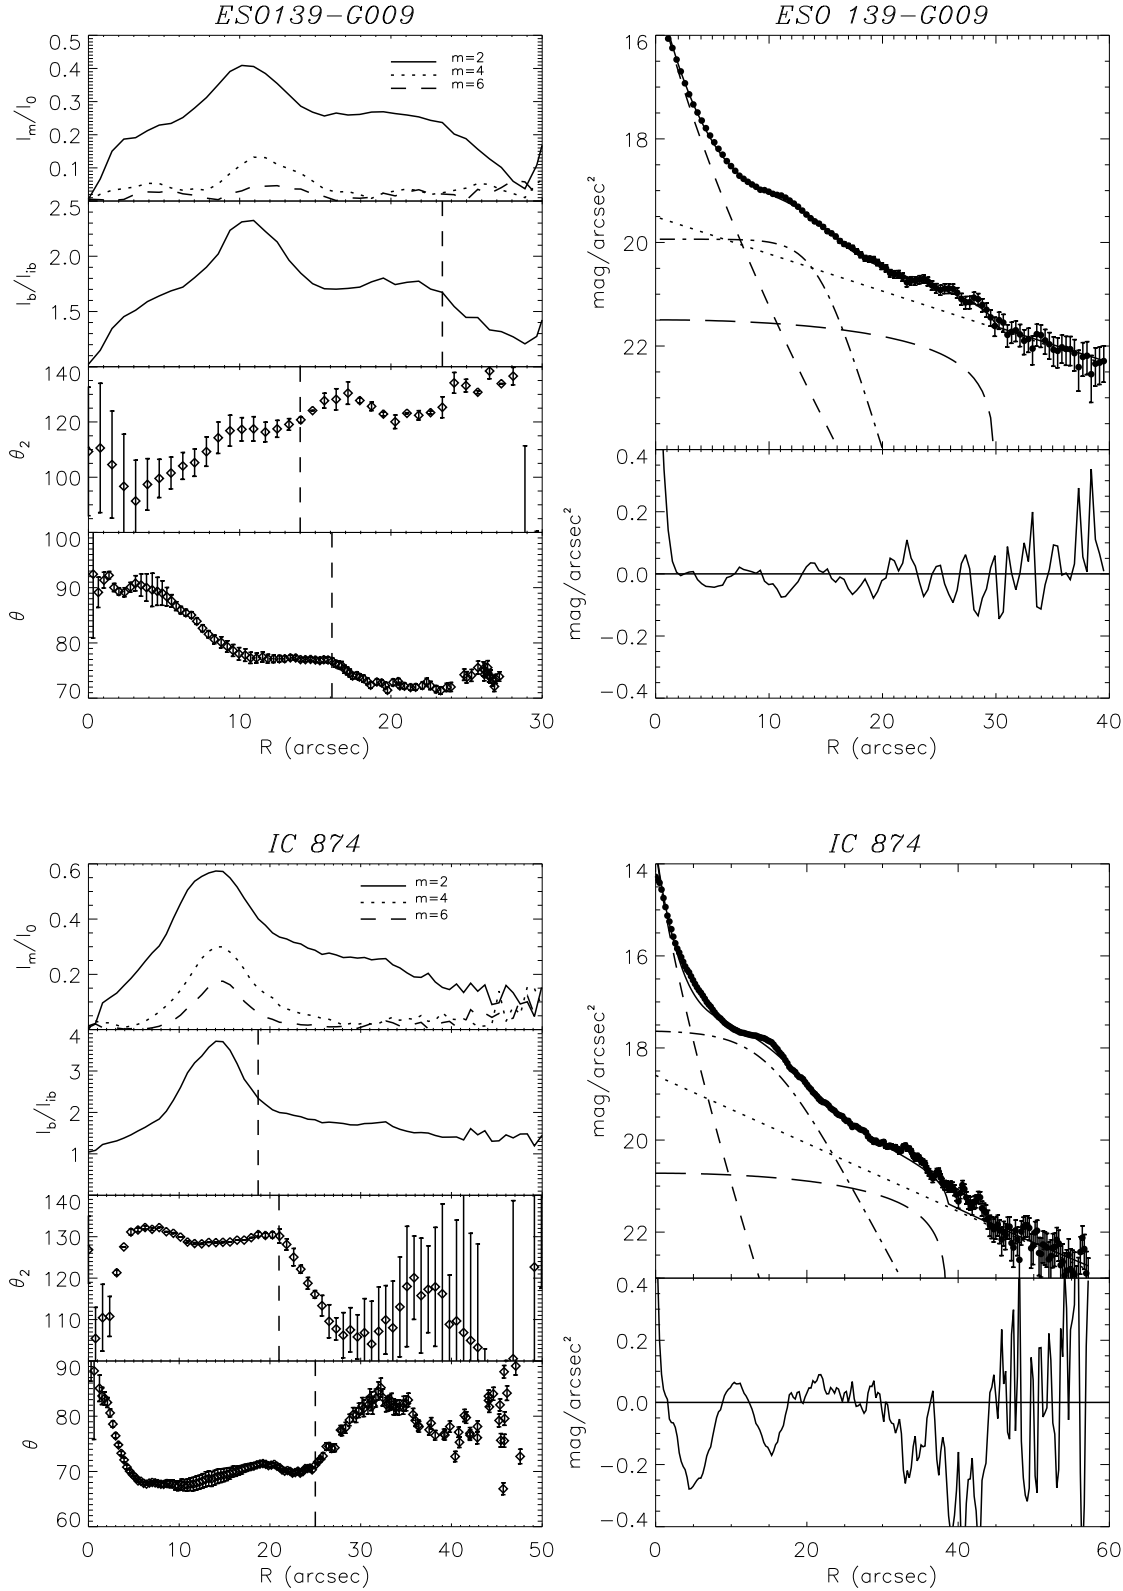 ESO139-G009
ESO 139-G009
0.5
0.4
0.3
0.2
0.1
I_m/I_0
m=2
m=4
m=6
2.5
2.0
1.5
I_b/I_ib
140
120
100
θ_2
100
90
80
70
θ
0
10
20
30
R (arcsec)
16
18
20
22
mag/arcsec²
0.4
0.2
0.0
-0.2
-0.4
mag/arcsec²
0
10
20
30
40
R (arcsec)
IC 874
IC 874
0.6
0.4
0.2
I_m/I_0
m=2
m=4
m=6
4
3
2
1
I_b/I_ib
140
130
120
110
θ_2
90
80
70
60
θ
0
10
20
30
40
50
R (arcsec)
14
16
18
20
22
mag/arcsec²
0.4
0.2
0.0
-0.2
-0.4
mag/arcsec²
0
20
40
60
R (arcsec)